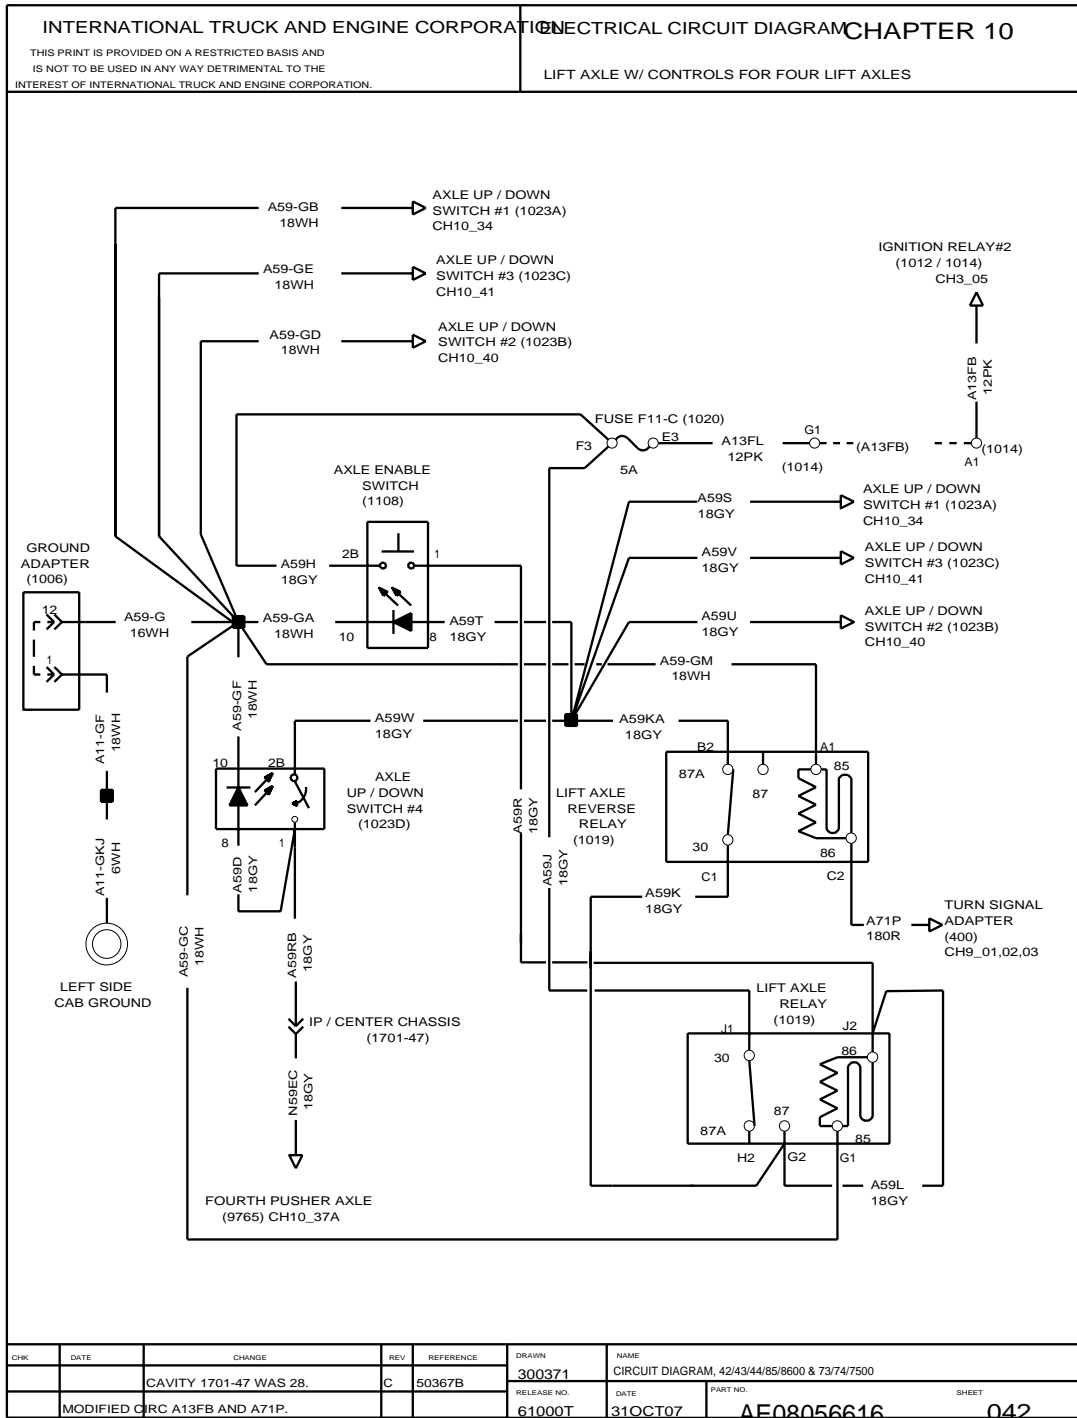 INTERNATIONAL TRUCK AND ENGINE CORPORATION
ELECTRICAL CIRCUIT DIAGRAM
CHAPTER 10
THIS PRINT IS PROVIDED ON A RESTRICTED BASIS AND
IS NOT TO BE USED IN ANY WAY DETRIMENTAL TO THE
INTEREST OF INTERNATIONAL TRUCK AND ENGINE CORPORATION.
LIFT AXLE W/ CONTROLS FOR FOUR LIFT AXLES
A59-GB
18WH
AXLE UP / DOWN
SWITCH #1 (1023A)
CH10_34
A59-GE
18WH
AXLE UP / DOWN
SWITCH #3 (1023C)
CH10_41
A59-GD
18WH
AXLE UP / DOWN
SWITCH #2 (1023B)
CH10_40
IGNITION RELAY#2
(1012 / 1014)
CH3_05
A13FB
12PK
FUSE F11-C (1020)
F3
E3
5A
A13FL
12PK
G1
(1014)
(A13FB)
A1
(1014)
AXLE ENABLE
SWITCH
(1108)
A59S
18GY
AXLE UP / DOWN
SWITCH #1 (1023A)
CH10_34
A59V
18GY
AXLE UP / DOWN
SWITCH #3 (1023C)
CH10_41
A59U
18GY
AXLE UP / DOWN
SWITCH #2 (1023B)
CH10_40
GROUND
ADAPTER
(1006)
12
1
A59-G
16WH
A59H
18GY
2B
1
A59-GA
18WH
10
8
A59T
18GY
A59-GM
18WH
A11-GF
18WH
A59-GF
18WH
A59W
18GY
A59KA
18GY
B2
A1
87A
87
85
30
86
C1
C2
LIFT AXLE
REVERSE
RELAY
(1019)
10
2B
8
1
AXLE
UP / DOWN
SWITCH #4
(1023D)
A59R
18GY
A59J
18GY
A11-GKJ
6WH
A59D
18GY
A59K
18GY
A71P
180R
TURN SIGNAL
ADAPTER
(400)
CH9_01,02,03
A59-GC
18WH
A59RB
18GY
LEFT SIDE
CAB GROUND
LIFT AXLE
RELAY
(1019)
IP / CENTER CHASSIS
(1701-47)
J1
J2
30
86
87
87A
85
H2
G2
G1
N59EC
18GY
A59L
18GY
FOURTH PUSHER AXLE
(9765) CH10_37A
CHK
DATE
CHANGE
REV
REFERENCE
DRAWN
NAME
CAVITY 1701-47 WAS 28.
C
50367B
300371
CIRCUIT DIAGRAM, 42/43/44/85/8600 & 73/74/7500
MODIFIED CIRC A13FB AND A71P.
RELEASE NO.
61000T
DATE
31OCT07
PART NO.
AE08056616
SHEET
042